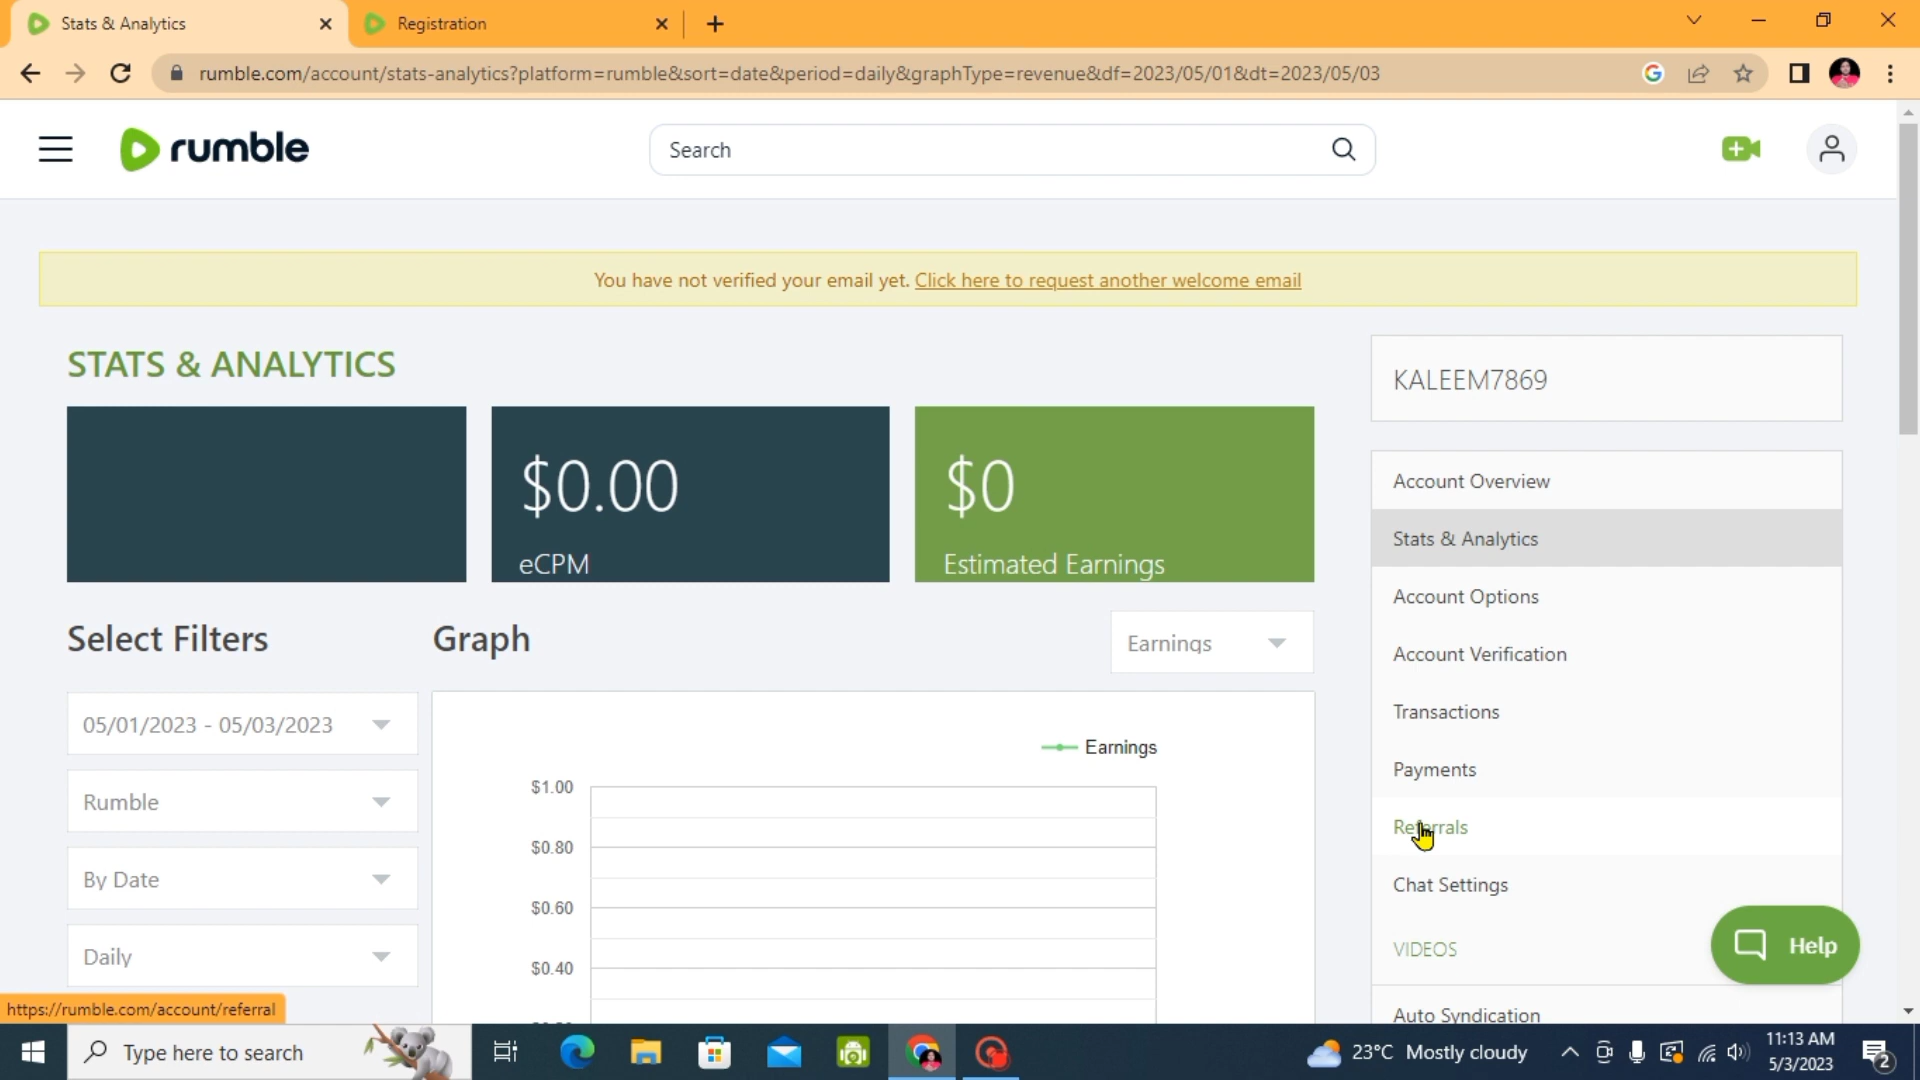 Stats & Analytics
Registration
rumble.com/account/stats-analytics?platform=rumble&sort=date&period=daily&graphType=revenue&df=2023/05/01&dt=2023/05/03
rumble
Search
You have not verified your email yet. Click here to request another welcome email
STATS & ANALYTICS
$0.00
eCPM
$0
Estimated Earnings
Select Filters
Graph
Earnings
05/01/2023 - 05/03/2023
Rumble
By Date
Daily
Earnings
$1.00
$0.80
$0.60
$0.40
KALEEM7869
Account Overview
Stats & Analytics
Account Options
Account Verification
Transactions
Payments
Referrals
Chat Settings
VIDEOS
Auto Syndication
Help
https://rumble.com/account/referral
Type here to search
23°C Mostly cloudy
11:13 AM
5/3/2023
2